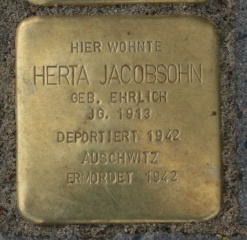 HIER WOHNTE
HERTA JACOBSOHN
GEB. EHRLICH
JG. 1913
DEPORTIERT 1942
AUSCHWITZ
ERMORDET 1942